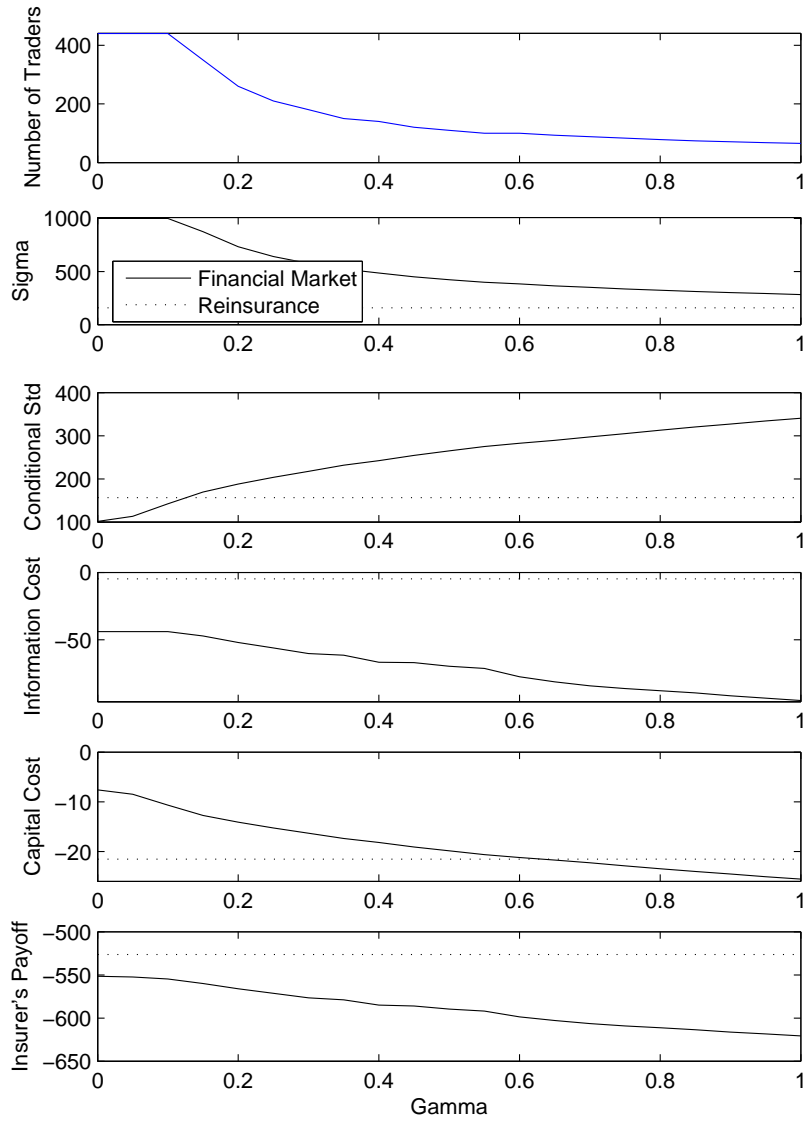 Number of Traders
400
200
0
0 0.2 0.4 0.6 0.8 1
Sigma
1000
500
0
Financial Market
Reinsurance
0 0.2 0.4 0.6 0.8 1
Conditional Std
400
300
200
100
0 0.2 0.4 0.6 0.8 1
Information Cost
0
−50
0 0.2 0.4 0.6 0.8 1
Capital Cost
0
−10
−20
0 0.2 0.4 0.6 0.8 1
Insurer's Payoff
−500
−550
−600
−650
0 0.2 0.4 0.6 0.8 1
Gamma